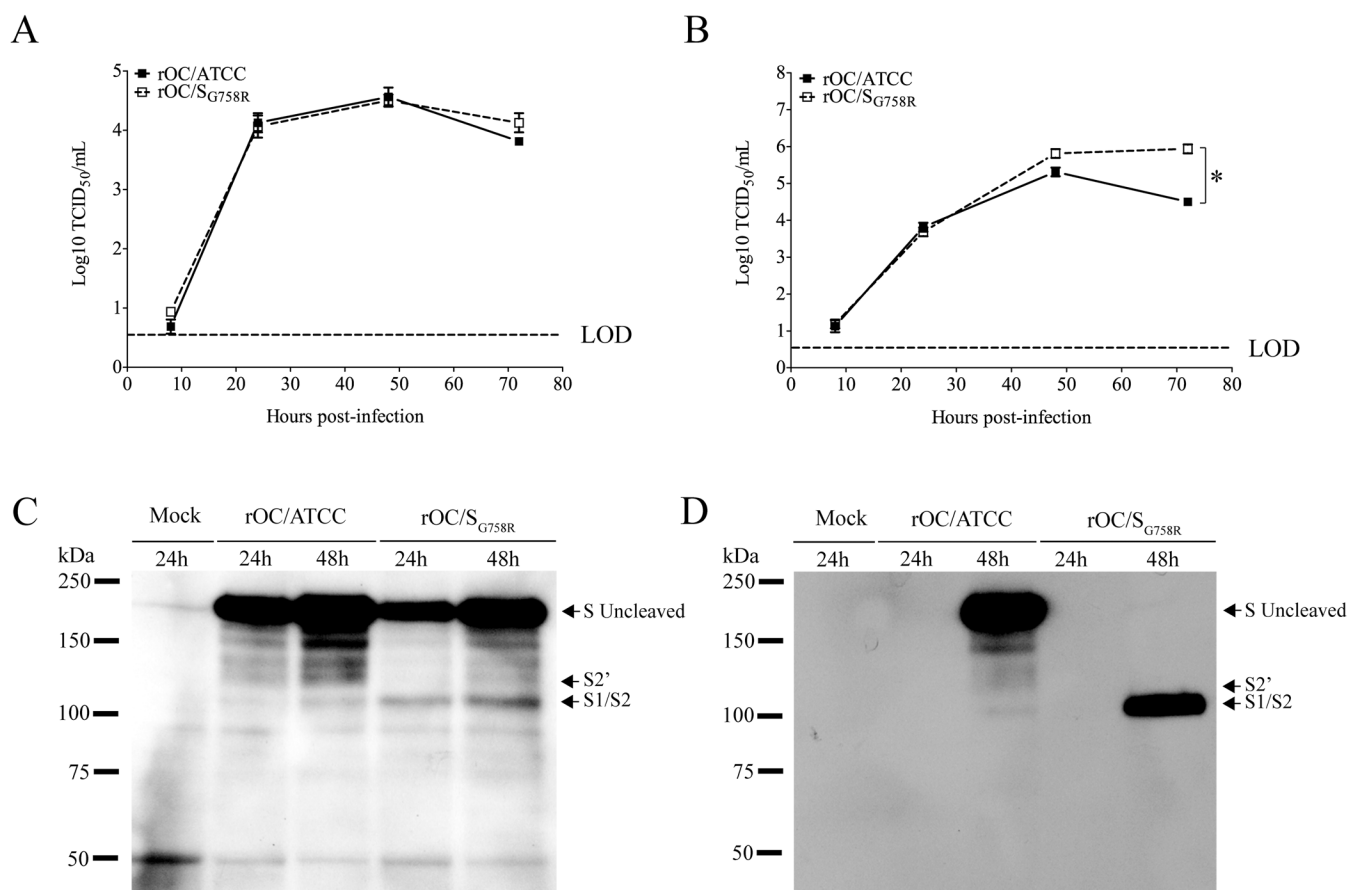 A
rOC/ATCC
rOC/SG758R
Log10 TCID50/mL
5
4
3
2
1
0
LOD
0 10 20 30 40 50 60 70 80
Hours post-infection
B
rOC/ATCC
rOC/SG758R
Log10 TCID50/mL
8
7
6
5
4
3
2
1
0
*
LOD
0 10 20 30 40 50 60 70 80
Hours post-infection
C
Mock rOC/ATCC rOC/SG758R
kDa 24h 24h 48h 24h 48h
250
S Uncleaved
150
S2’
S1/S2
100
75
50
D
Mock rOC/ATCC rOC/SG758R
kDa 24h 24h 48h 24h 48h
250
S Uncleaved
150
S2’
S1/S2
100
75
50